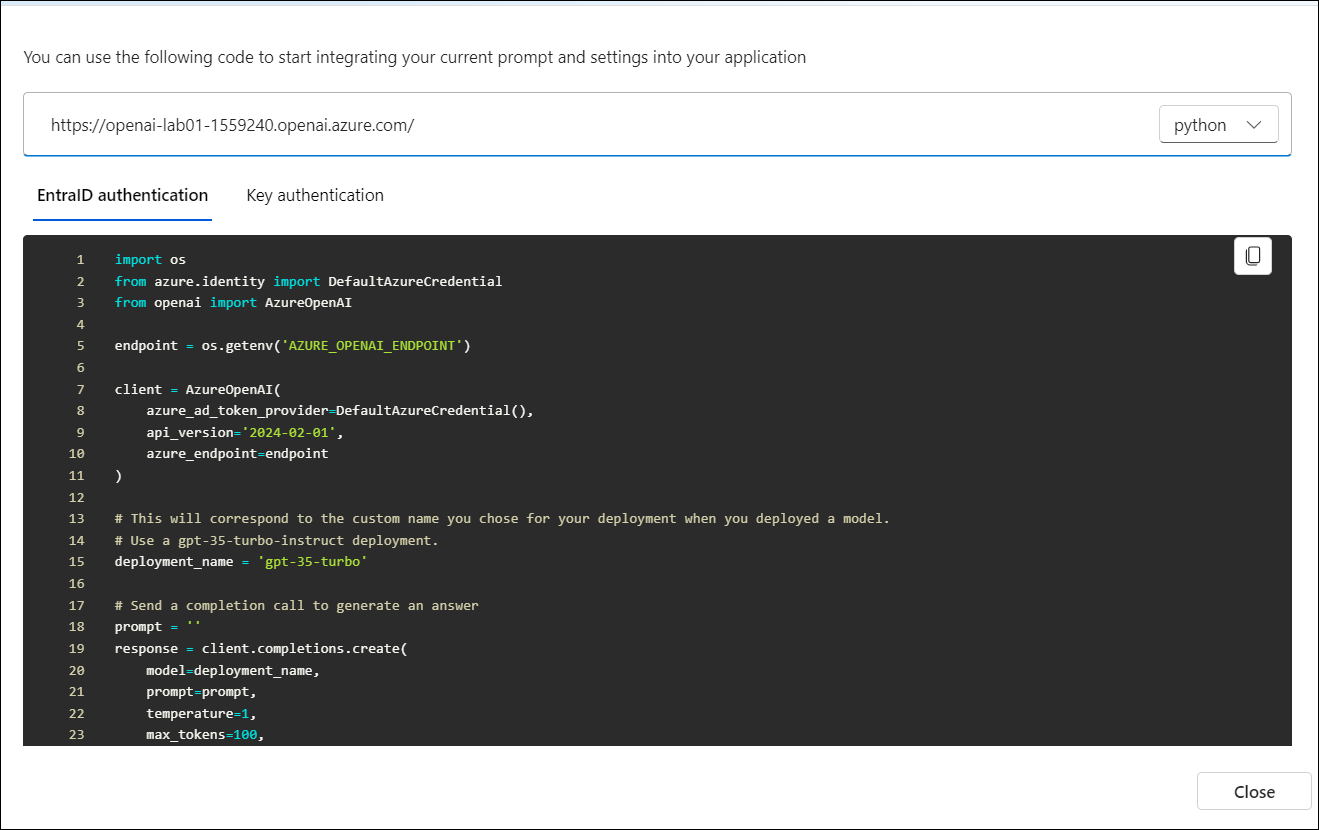 You can use the following code to start integrating your current prompt and settings into your application
https://openai-lab01-1559240.openai.azure.com/ python
EntraID authentication Key authentication
1 import os
2 from azure.identity import DefaultAzureCredential
3 from openai import AzureOpenAI
4
5 endpoint = os.getenv('AZURE_OPENAI_ENDPOINT')
6
7 client = AzureOpenAI(
8     azure_ad_token_provider=DefaultAzureCredential(),
9     api_version='2024-02-01',
10     azure_endpoint=endpoint
11 )
12
13 # This will correspond to the custom name you chose for your deployment when you deployed a model.
14 # Use a gpt-35-turbo-instruct deployment.
15 deployment_name = 'gpt-35-turbo'
16
17 # Send a completion call to generate an answer
18 prompt = ''
19 response = client.completions.create(
20     model=deployment_name,
21     prompt=prompt,
22     temperature=1,
23     max_tokens=100,
Close